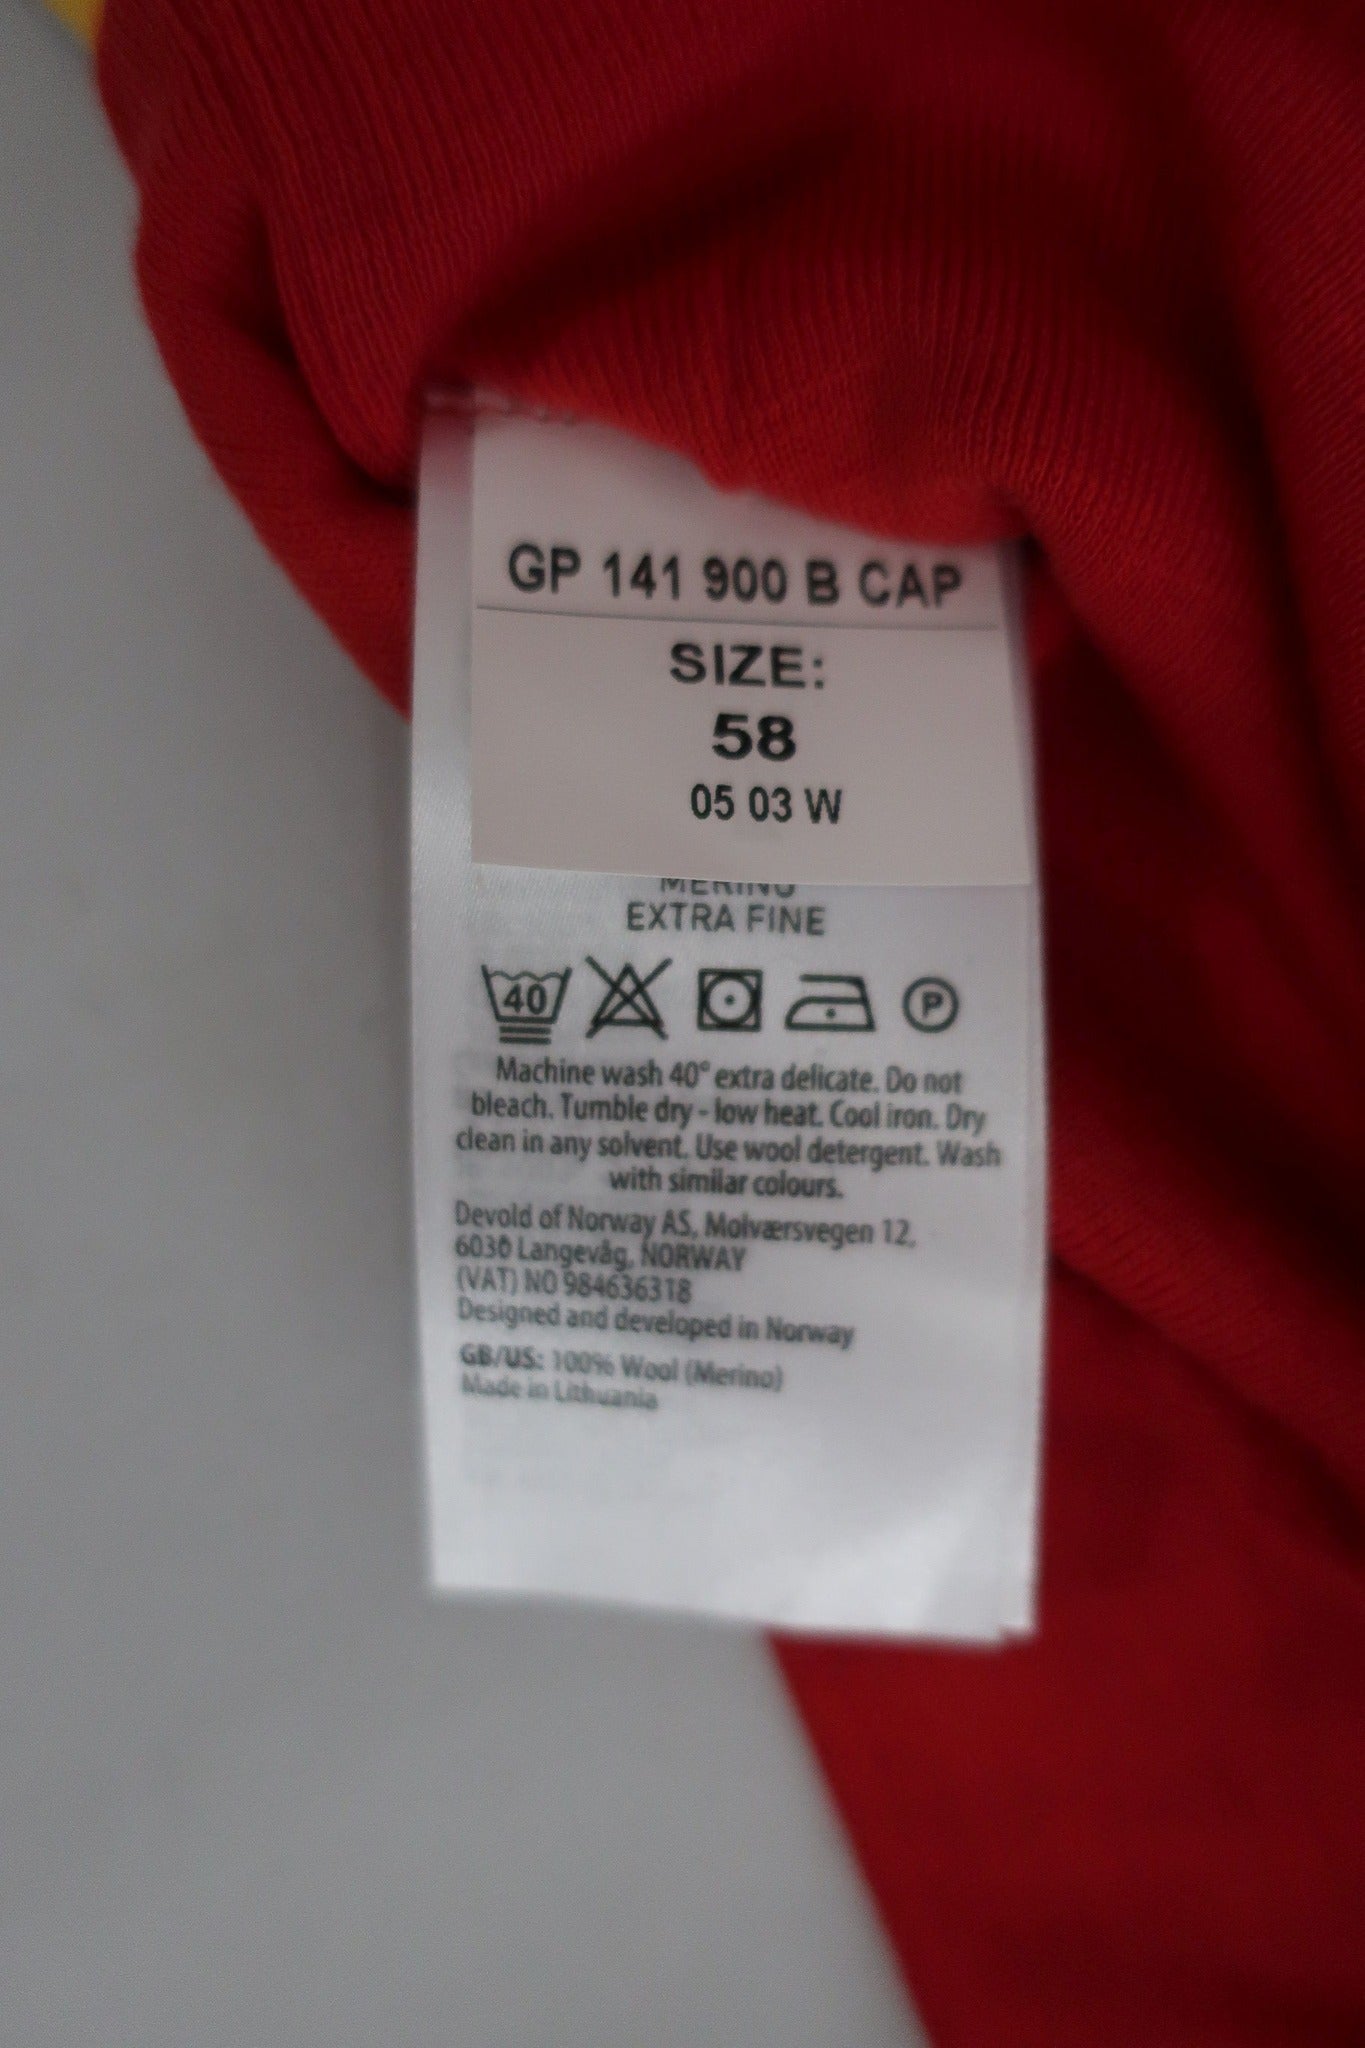 GP 141 900 B CAP
SIZE:
58
05 03 W
MERINO
EXTRA FINE
40
P
Machine wash 40° extra delicate. Do not
bleach. Tumble dry - low heat. Cool iron. Dry
clean in any solvent. Use wool detergent. Wash
with similar colours.
Devold of Norway AS, Molværsvegen 12,
6030 Langevåg, NORWAY
(VAT) NO 984636318
Designed and developed in Norway
GB/US: 100% Wool (Merino)
Made in Lithuania